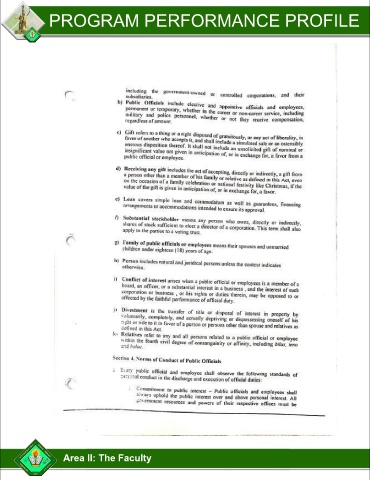 PROGRAM PERFORMANCE PROFILE
including the government-owned or controlled corporations, and their
subsidiaries.
b) Public Officials include elective and appointive officials and employees,
permanent or temporary, whether in the career or non-career service, including
military and police personnel, whether or not they receive compensation,
regardless of amount.
c) Gift refers to a thing or a right disposed of gratuitously, or any act of liberality, in
favor of another who accepts it, and shall include a simulated sale or an ostensibly
onerous disposition thereof. It shall not include an unsolicited gift of nominal or
insignificant value not given in anticipation of, or in exchange for, a favor from a
public official or employee.
d) Receiving any gift includes the act of accepting, directly or indirectly, a gift from
a person other than a member of his family or relative as defined in this Act, even
on the occasion of a family celebration or national festivity like Christmas, if the
value of the gift is given in anticipation of, or in exchange for, a favor.
e) Loan covers simple loan and commodatum as well as guarantees, financing
arrangements or accommodations intended to ensure its approval.
f) Substantial stockholder means any person who owns, directly or indirectly,
shares of stock sufficient to elect a director of a corporation. This term shall also
apply in the parties to a voting trust.
g) Family of public officials or employees means their spouses and unmarried
children under eighteen (18) years of age.
h) Person includes natural and juridical persons unless the context indicates
otherwise.
i) Conflict of interest arises when a public official or employee is a member of a
board, an officer, or a substantial interest in a business , and the interest of such
corporation or business , or his rights or duties therein, may be opposed to or
affected by the faithful performance of official duty.
j) Divestment is the transfer of title or disposal of interest in property by
voluntarily, completely, and actually depriving or dispossessing oneself of his
right or title to it in favor of a person or persons other than spouse and relatives as
defined in this Act.
k) Relatives refer to any and all persons related to a public official or employee
within the fourth civil degree of consanguinity or affinity, including bilas, inso
and balae.
Section 4. Norms of Conduct of Public Officials
Every public official and employee shall observe the following standards of
personal conduct in the discharge and execution of official duties:
Commitment to public interest – Public officials and employees shall
always uphold the public interest over and above personal interest. All
government resources and powers of their respective offices must be
Area II: The Faculty